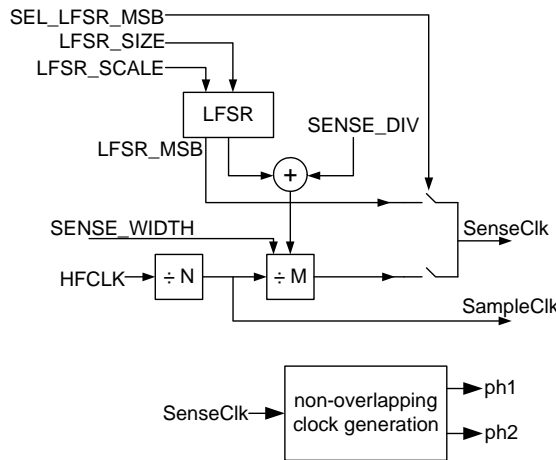 SEL_LFSR_MSB
LFSR_SIZE
LFSR_SCALE
LFSR
SENSE_DIV
LFSR_MSB
+
SENSE_WIDTH
SenseClk
HFCLK
÷ N
÷ M
SampleClk
SenseClk
non-overlapping
clock generation
ph1
ph2